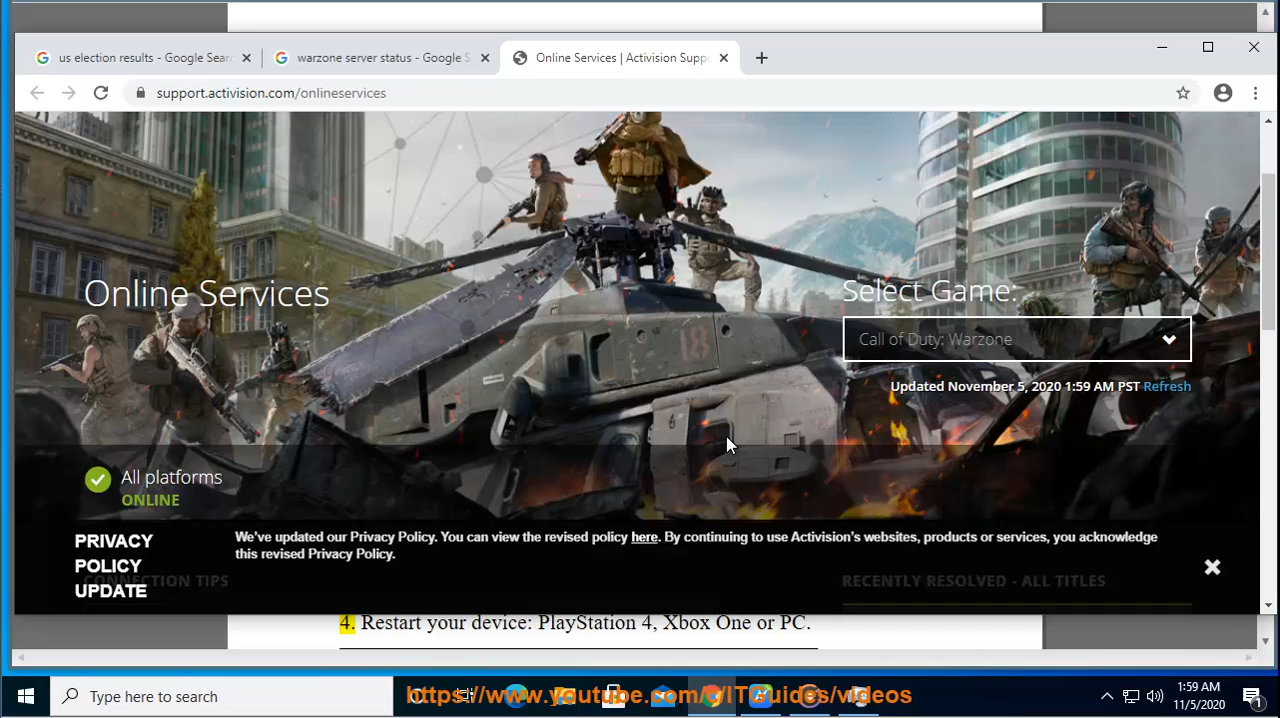 us election results - Google Sear
warzone server status - Google S
Online Services | Activision Supp
support.activision.com/onlineservices
Online Services
Select Game:
18
Call of Duty: Warzone
Updated November 5, 2020 1:59 AM PST Refresh
All platforms
ONLINE
PRIVACY POLICY UPDATE
We've updated our Privacy Policy. You can view the revised policy here. By continuing to use Activision's websites, products or services, you acknowledge
this revised Privacy Policy.
CONNECTION TIPS
RECENTLY RESOLVED - ALL TITLES
4. Restart your device: PlayStation 4, Xbox One or PC.
Type here to search
https://www.youtube.com/c/ITGuides/videos
1:59 AM
11/5/2020
1